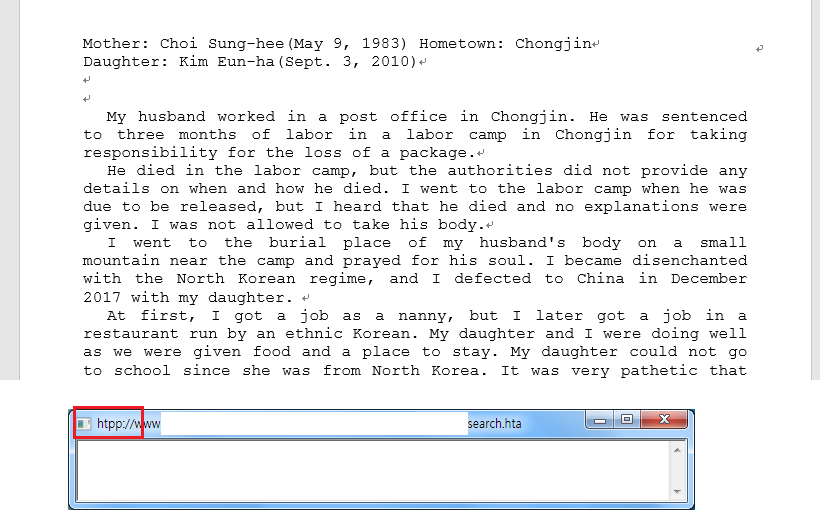 Mother: Choi Sung-hee(May 9, 1983) Hometown: Chongjin
Daughter: Kim Eun-ha(Sept. 3, 2010)
My husband worked in a post office in Chongjin. He was sentenced
to three months of labor in a labor camp in Chongjin for taking
responsibility for the loss of a package.
He died in the labor camp, but the authorities did not provide any
details on when and how he died. I went to the labor camp when he was
due to be released, but I heard that he died and no explanations were
given. I was not allowed to take his body.
I went to the burial place of my husband's body on a small
mountain near the camp and prayed for his soul. I became disenchanted
with the North Korean regime, and I defected to China in December
2017 with my daughter.
At first, I got a job as a nanny, but I later got a job in a
restaurant run by an ethnic Korean. My daughter and I were doing well
as we were given food and a place to stay. My daughter could not go
to school since she was from North Korea. It was very pathetic that
htpp://www search.hta